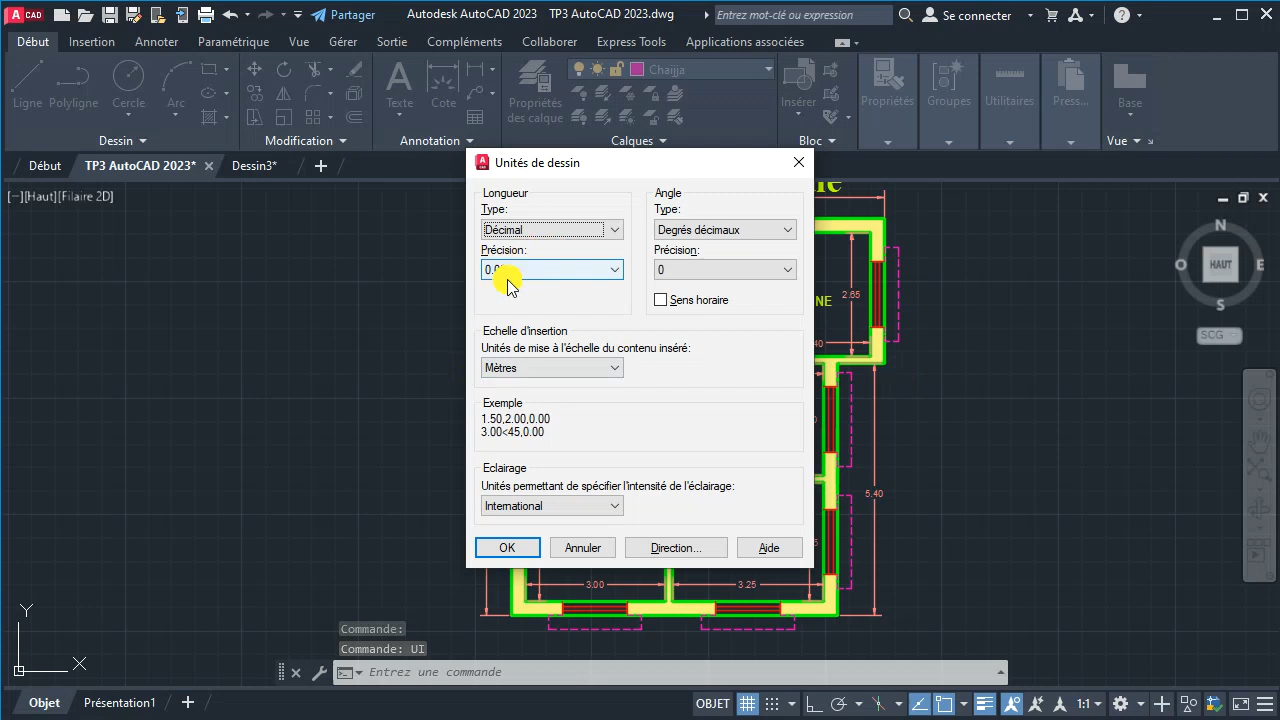 CAD
Partager
Autodesk AutoCAD 2023 TP3 AutoCAD 2023.dwg
Entrez mot-clé ou expression
Se connecter
Début Insertion Annoter Paramétrique Vue Gérer Sortie Compléments Collaborer Express Tools Applications associées
Chaijja
Ligne Polyligne Cercle Arc Texte Cote Propriétés des calque Insérer Propriétés Groupes Utilitaires Press... Base
Dessin Modification Annotation Calques Bloc Vue
Début TP3 AutoCAD 2023* Dessin3*
[−][Haut][Filaire 2D]
Unités de dessin
Longueur
Type:
Décimal
Précision:
Angle
Type:
Degrés décimaux
Précision:
0
Sens horaire
Echelle d'insertion
Unités de mise à l'échelle du contenu inséré:
Mètres
Exemple
1.50,2.00,0.00
3.00<45,0.00
Eclairage
Unités permettant de spécifier l'intensité de l'éclairage:
International
OK Annuler Direction... Aide
2.65
5.40
3.00 3.25
N
O HAUT E
S
SCG
Y
X
Commande:
Commande: UI
Entrez une commande
Objet Présentation1
OBJET
1:1